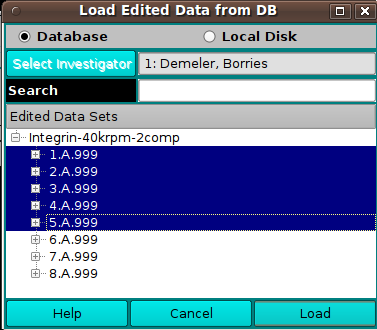 Load Edited Data from DB
Database Local Disk
Select Investigator 1: Demeler, Borries
Search
Edited Data Sets
Integrin-40krpm-2comp
1.A.999
2.A.999
3.A.999
4.A.999
5.A.999
6.A.999
7.A.999
8.A.999
Help Cancel Load